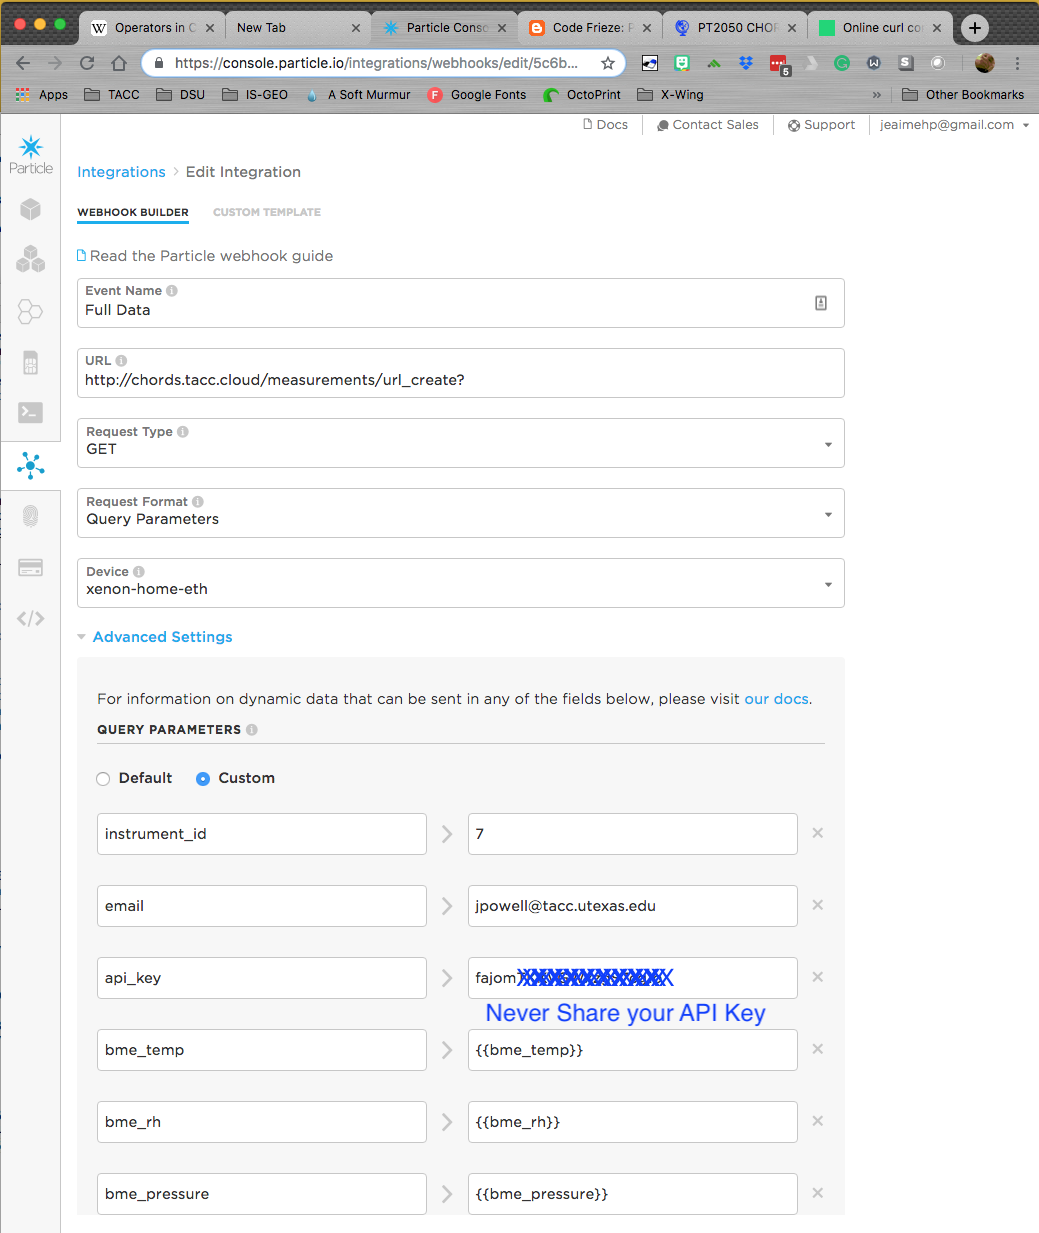 Operators in C
New Tab
Particle Conso
Code Frieze: P
PT2050 CHOR
Online curl co
https://console.particle.io/integrations/webhooks/edit/5c6b...
5
Apps
TACC
DSU
IS-GEO
A Soft Murmur
Google Fonts
OctoPrint
X-Wing
»
Other Bookmarks
Docs
Contact Sales
Support
jeaimehp@gmail.com
Particle
Integrations > Edit Integration
WEBHOOK BUILDER
CUSTOM TEMPLATE
Read the Particle webhook guide
Event Name
Full Data
URL
http://chords.tacc.cloud/measurements/url_create?
Request Type
GET
Request Format
Query Parameters
Device
xenon-home-eth
Advanced Settings
For information on dynamic data that can be sent in any of the fields below, please visit our docs.
QUERY PARAMETERS
Default
Custom
instrument_id
7
email
jpowell@tacc.utexas.edu
api_key
Never Share your API Key
bme_temp
{{bme_temp}}
bme_rh
{{bme_rh}}
bme_pressure
{{bme_pressure}}